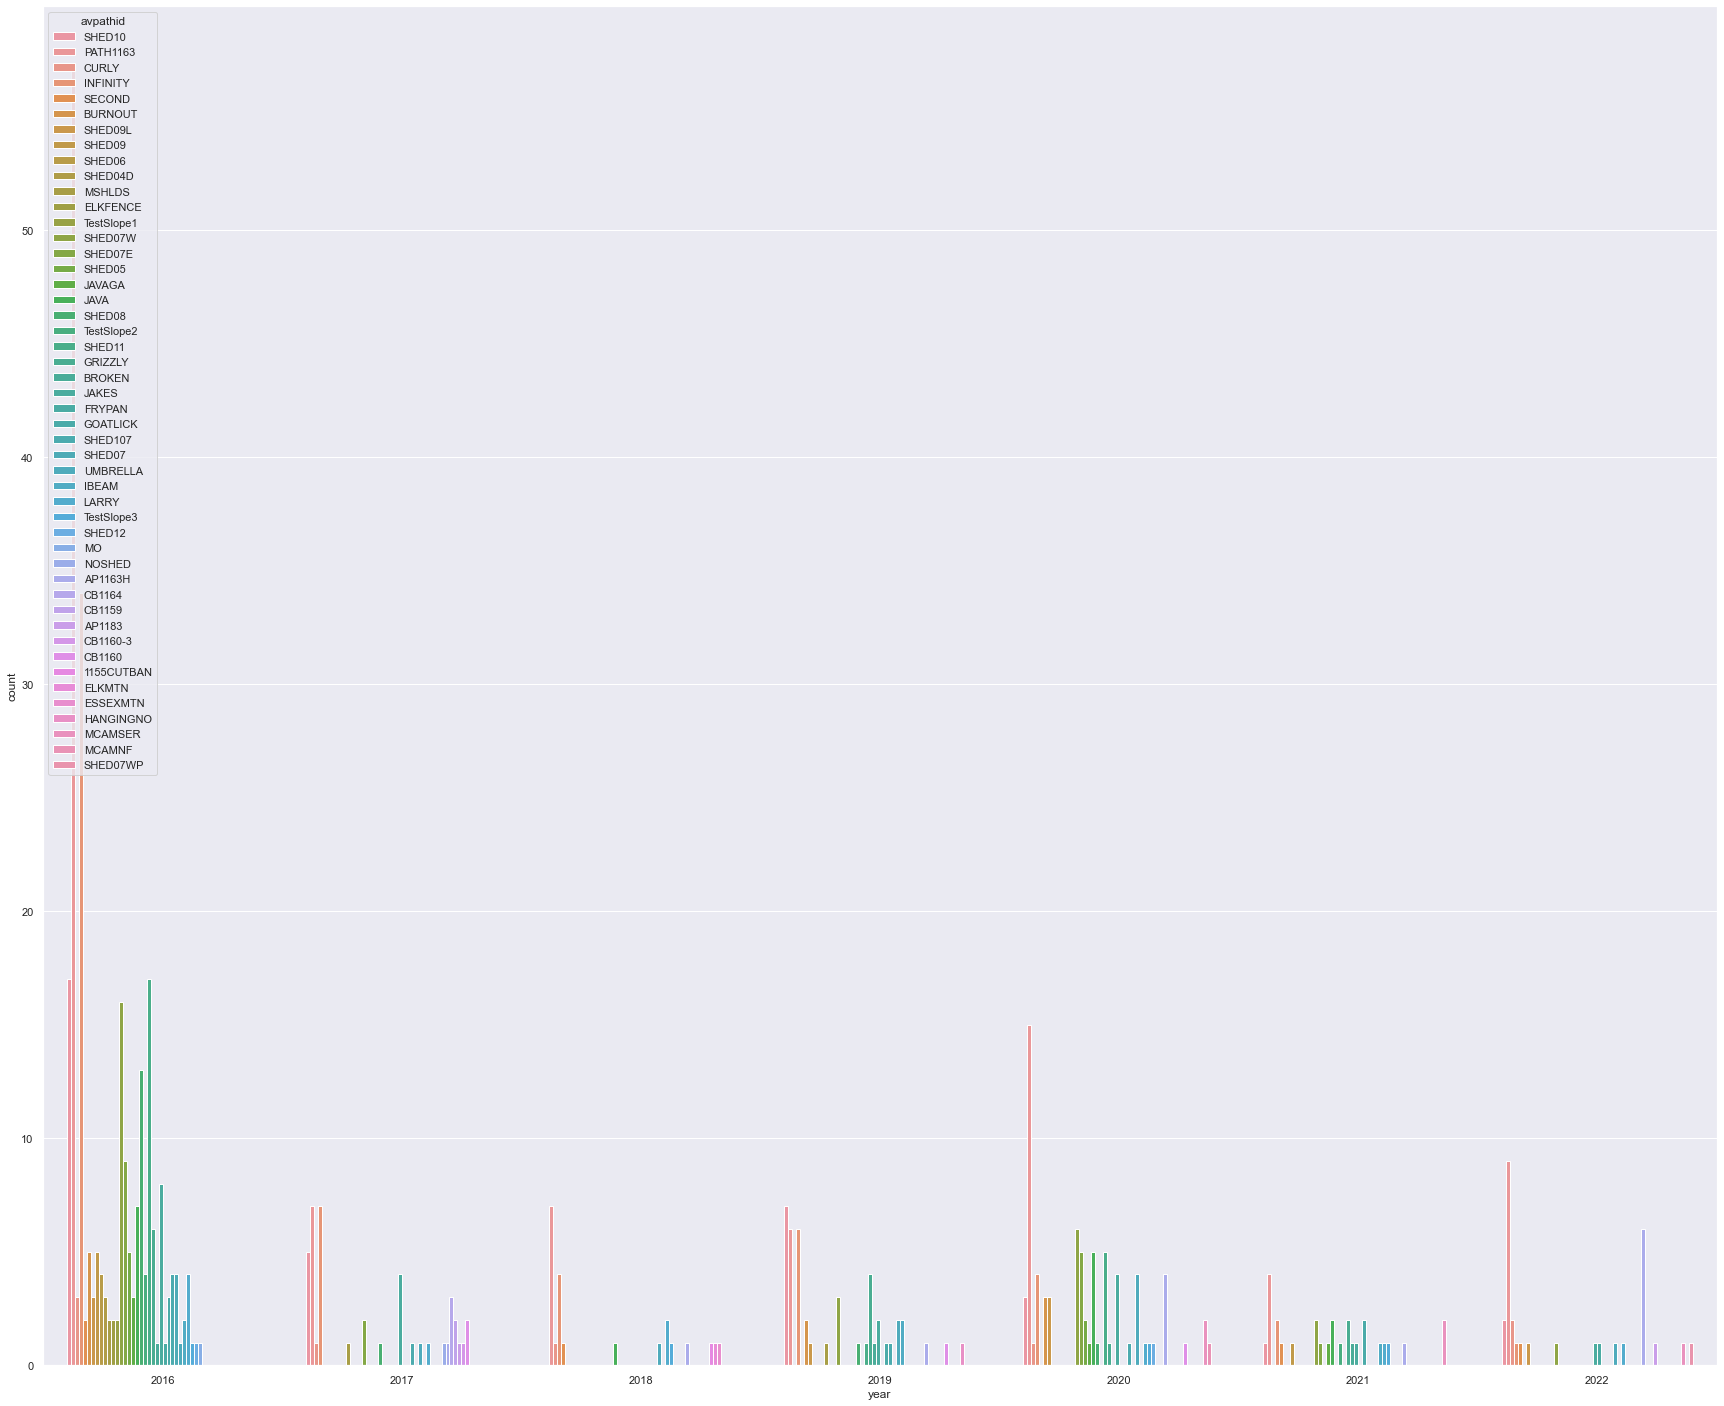 avpathid
SHED10
PATH1163
CURLY
INFINITY
SECOND
BURNOUT
SHED09L
SHED09
SHED06
SHED04D
MSHLDS
ELKFENCE
TestSlope1
SHED07W
SHED07E
SHED05
JAVAGA
JAVA
SHED08
TestSlope2
SHED11
GRIZZLY
BROKEN
JAKES
FRYPAN
GOATLICK
SHED107
SHED07
UMBRELLA
IBEAM
LARRY
TestSlope3
SHED12
MO
NOSHED
AP1163H
CB1164
CB1159
AP1183
CB1160-3
CB1160
1155CUTBAN
ELKMTN
ESSEXMTN
HANGINGNO
MCAMSER
MCAMNF
SHED07WP
50
40
30
20
10
0
count
2016 2017 2018 2019 2020 2021 2022
year